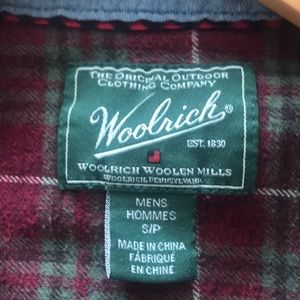 THE ORIGINAL OUTDOOR
CLOTHING COMPANY
Woolrich®
EST. 1830
WOOLRICH WOOLEN MILLS
WOOLRICH, PENNSYLVANIA
MENS
HOMMES
S/P
MADE IN CHINA
FABRIQUÉ
EN CHINE